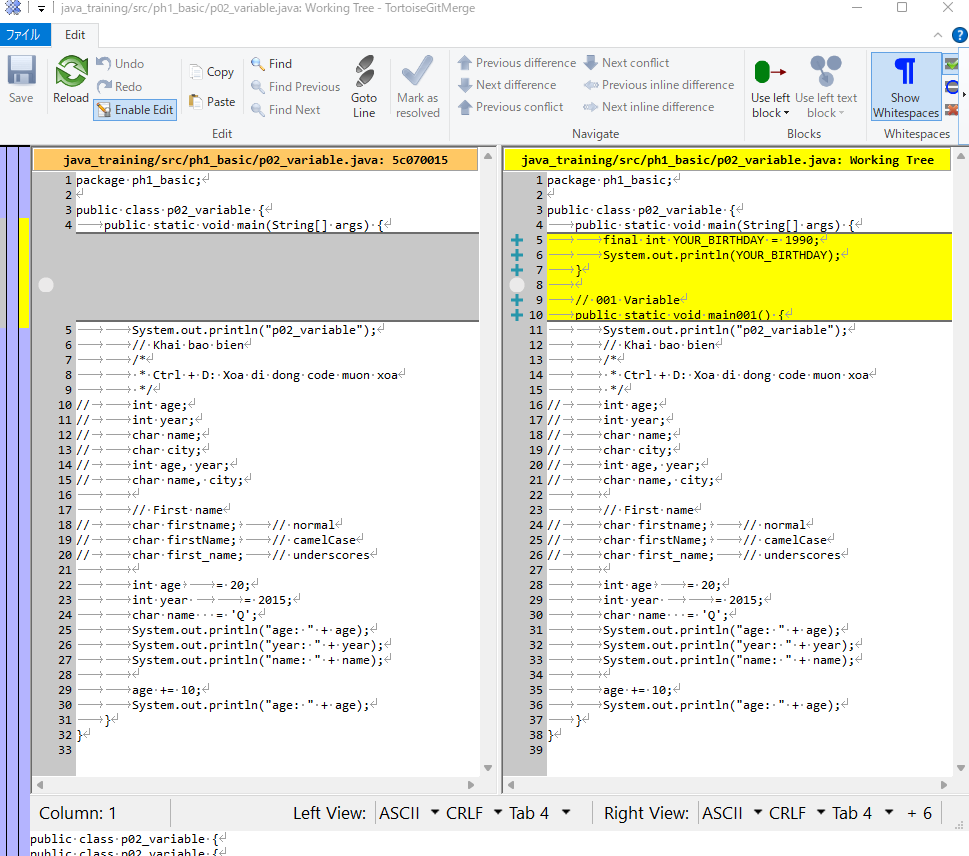 java_training/src/ph1_basic/p02_variable.java: Working Tree - TortoiseGitMerge
ファイル Edit
Save
Reload
Undo
Redo
Enable Edit
Copy
Paste
Find
Find Previous
Find Next
Goto Line
Mark as resolved
Edit
Previous difference
Next difference
Previous conflict
Next conflict
Previous inline difference
Next inline difference
Navigate
Use left block
Use left text block
Blocks
Show Whitespaces
Whitespaces
java_training/src/ph1_basic/p02_variable.java: 5c070015
1 package ph1_basic;
2
3 public class p02_variable {
4 public static void main(String[] args) {
5 System.out.println("p02_variable");
6 // Khai bao bien
7 /*
8 * Ctrl + D: Xoa di dong code muon xoa
9 */
10 // int age;
11 // int year;
12 // char name;
13 // char city;
14 // int age, year;
15 // char name, city;
16
17 // First name
18 // char firstname; // normal
19 // char firstName; // camelCase
20 // char first_name; // underscores
21
22 int age = 20;
23 int year = 2015;
24 char name = 'Q';
25 System.out.println("age: " + age);
26 System.out.println("year: " + year);
27 System.out.println("name: " + name);
28
29 age += 10;
30 System.out.println("age: " + age);
31 }
32 }
33
java_training/src/ph1_basic/p02_variable.java: Working Tree
1 package ph1_basic;
2
3 public class p02_variable {
4 public static void main(String[] args) {
5 final int YOUR_BIRTHDAY = 1990;
6 System.out.println(YOUR_BIRTHDAY);
7 }
8
9 // 001 Variable
10 public static void main001() {
11 System.out.println("p02_variable");
12 // Khai bao bien
13 /*
14 * Ctrl + D: Xoa di dong code muon xoa
15 */
16 // int age;
17 // int year;
18 // char name;
19 // char city;
20 // int age, year;
21 // char name, city;
22
23 // First name
24 // char firstname; // normal
25 // char firstName; // camelCase
26 // char first_name; // underscores
27
28 int age = 20;
29 int year = 2015;
30 char name = 'Q';
31 System.out.println("age: " + age);
32 System.out.println("year: " + year);
33 System.out.println("name: " + name);
34
35 age += 10;
36 System.out.println("age: " + age);
37 }
38 }
39
Column: 1 Left View: ASCII CRLF Tab 4 Right View: ASCII CRLF Tab 4 + 6
public class p02_variable {
public class p02_variable {